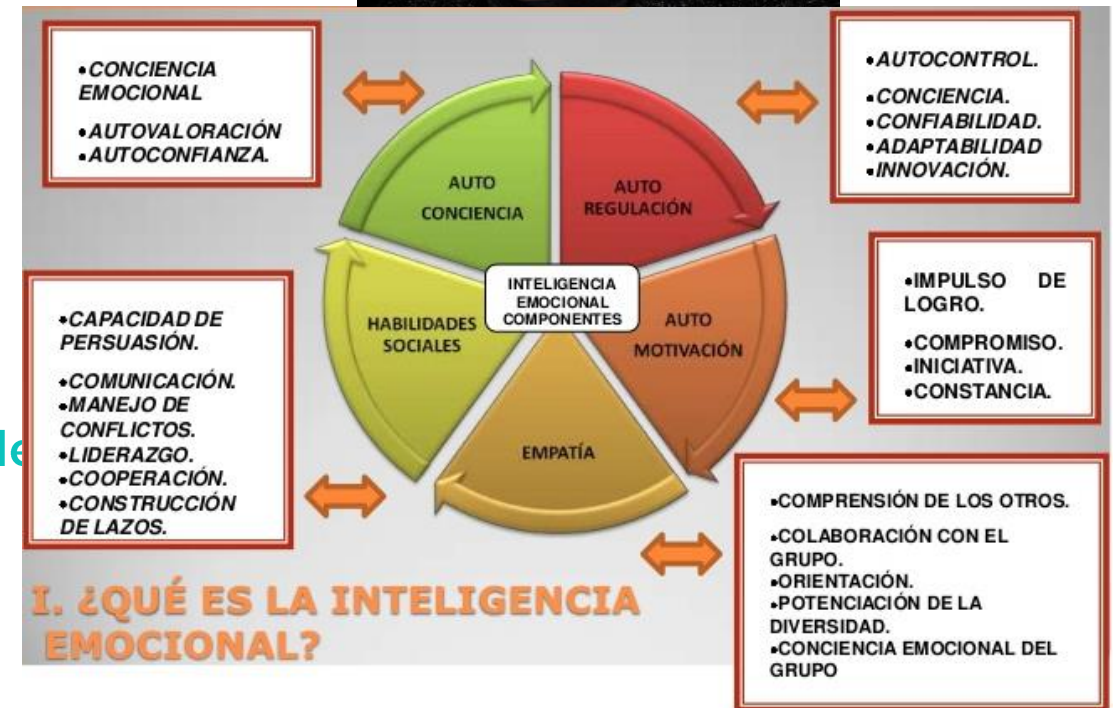 •CONCIENCIA
EMOCIONAL
•AUTOVALORACIÓN
•AUTOCONFIANZA.
•AUTOCONTROL.
•CONCIENCIA.
•CONFIABILIDAD.
•ADAPTABILIDAD
•INNOVACIÓN.
AUTO
CONCIENCIA
AUTO
REGULACIÓN
INTELIGENCIA
EMOCIONAL
COMPONENTES
HABILIDADES
SOCIALES
AUTO
MOTIVACIÓN
EMPATÍA
•IMPULSO DE
LOGRO.
•COMPROMISO.
•INICIATIVA.
•CONSTANCIA.
•CAPACIDAD DE
PERSUASIÓN.
•COMUNICACIÓN.
•MANEJO DE
CONFLICTOS.
•LIDERAZGO.
•COOPERACIÓN.
•CONSTRUCCIÓN
DE LAZOS.
•COMPRENSIÓN DE LOS OTROS.
•COLABORACIÓN CON EL
GRUPO.
•ORIENTACIÓN.
•POTENCIACIÓN DE LA
DIVERSIDAD.
•CONCIENCIA EMOCIONAL DEL
GRUPO
I. ¿QUÉ ES LA INTELIGENCIA
EMOCIONAL?